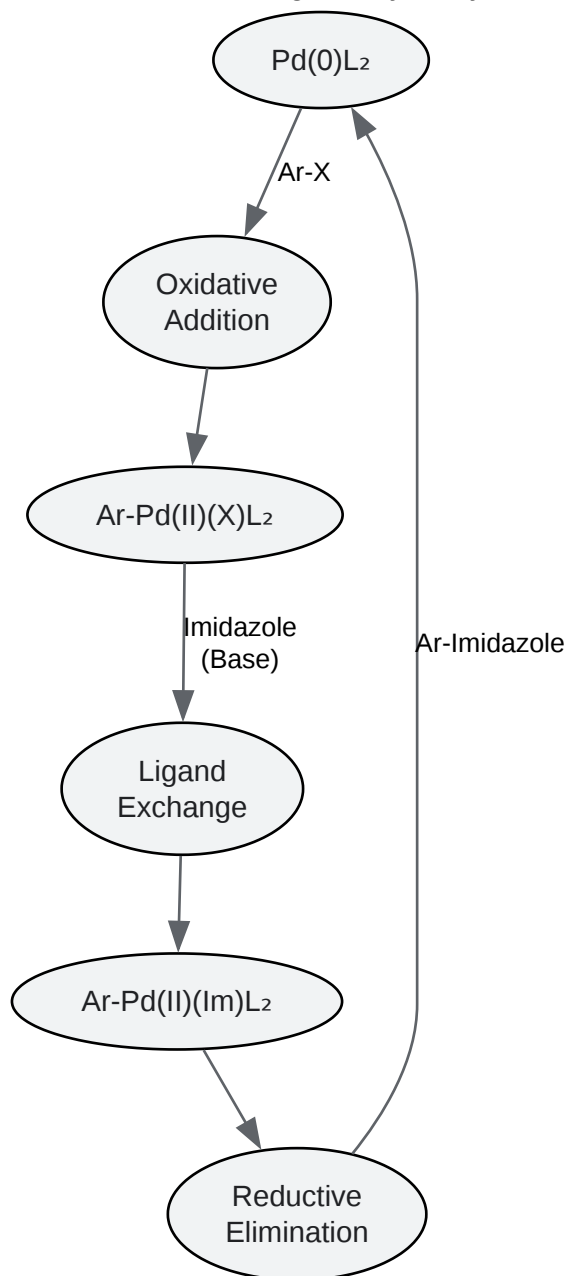 Pd(0)L₂
Ar-X
Oxidative
Addition
Ar-Pd(II)(X)L₂
Imidazole
(Base)
Ar-Imidazole
Ligand
Exchange
Ar-Pd(II)(Im)L₂
Reductive
Elimination